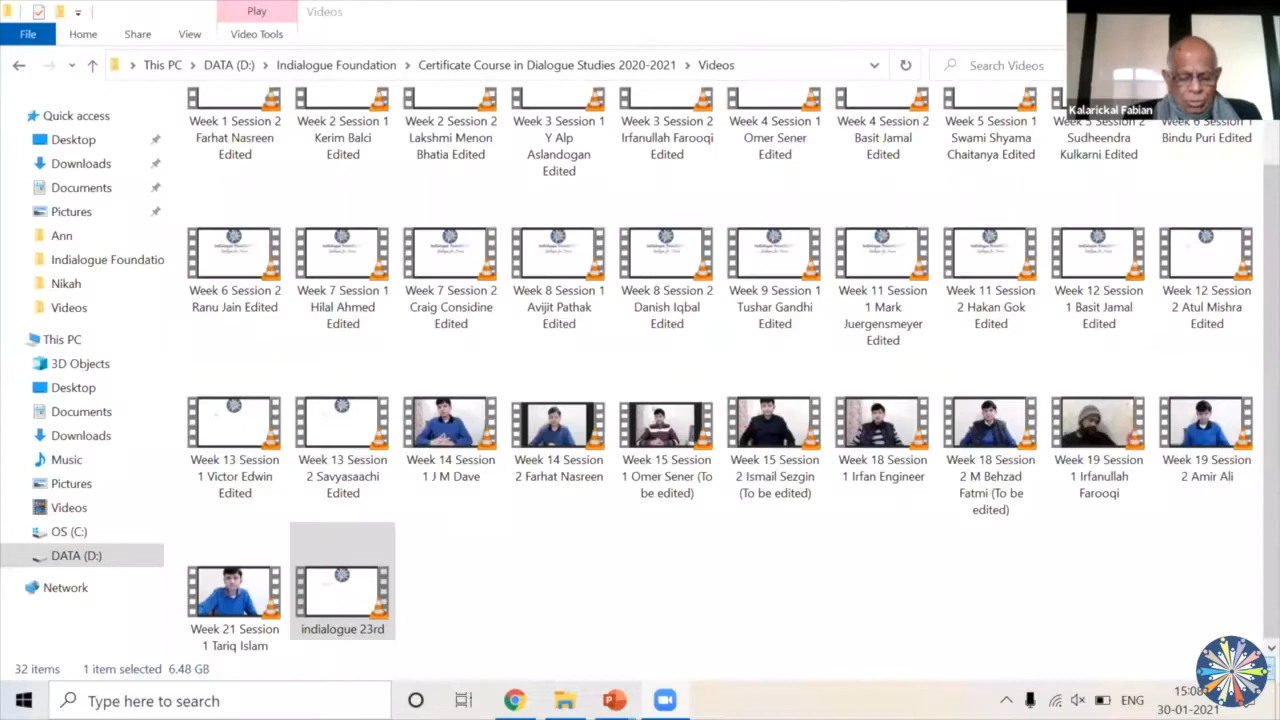 Play
Videos
File
Home
Share
View
Video Tools
This PC
DATA (D:)
Indialogue Foundation
Certificate Course in Dialogue Studies 2020-2021
Videos
Search Videos
Kalarickal Fabian
Quick access
Desktop
Downloads
Documents
Pictures
Ann
Indialogue Foundatio
Nikah
Videos
This PC
3D Objects
Desktop
Documents
Downloads
Music
Pictures
Videos
OS (C:)
DATA (D:)
Network
Week 1 Session 2
Farhat Nasreen
Edited
Week 2 Session 1
Kerim Balci
Edited
Week 2 Session 2
Lakshmi Menon
Bhatia Edited
Week 3 Session 1
Y Alp
Aslandogan
Edited
Week 3 Session 2
Irfanullah Farooqi
Edited
Week 4 Session 1
Omer Sener
Edited
Week 4 Session 2
Basit Jamal
Edited
Week 5 Session 1
Swami Shyama
Chaitanya Edited
Week 5 Session 2
Sudheendra
Kulkarni Edited
Week 6 Session 1
Bindu Puri Edited
Week 6 Session 2
Ranu Jain Edited
Week 7 Session 1
Hilal Ahmed
Edited
Week 7 Session 2
Craig Considine
Edited
Week 8 Session 1
Avijit Pathak
Edited
Week 8 Session 2
Danish Iqbal
Edited
Week 9 Session 1
Tushar Gandhi
Edited
Week 11 Session
1 Mark
Juergensmeyer
Edited
Week 11 Session
2 Hakan Gok
Edited
Week 12 Session
1 Basit Jamal
Edited
Week 12 Session
2 Atul Mishra
Edited
Week 13 Session
1 Victor Edwin
Edited
Week 13 Session
2 Savyasaachi
Edited
Week 14 Session
1 J M Dave
Week 14 Session
2 Farhat Nasreen
Week 15 Session
1 Omer Sener (To
be edited)
Week 15 Session
2 Ismail Sezgin
(To be edited)
Week 18 Session
1 Irfan Engineer
Week 18 Session
2 M Behzad
Fatmi (To be
edited)
Week 19 Session
1 Irfanullah
Farooqi
Week 19 Session
2 Amir Ali
Week 21 Session
1 Tariq Islam
indialogue 23rd
32 items
1 item selected
6.48 GB
Type here to search
ENG
15:08
30-01-2021